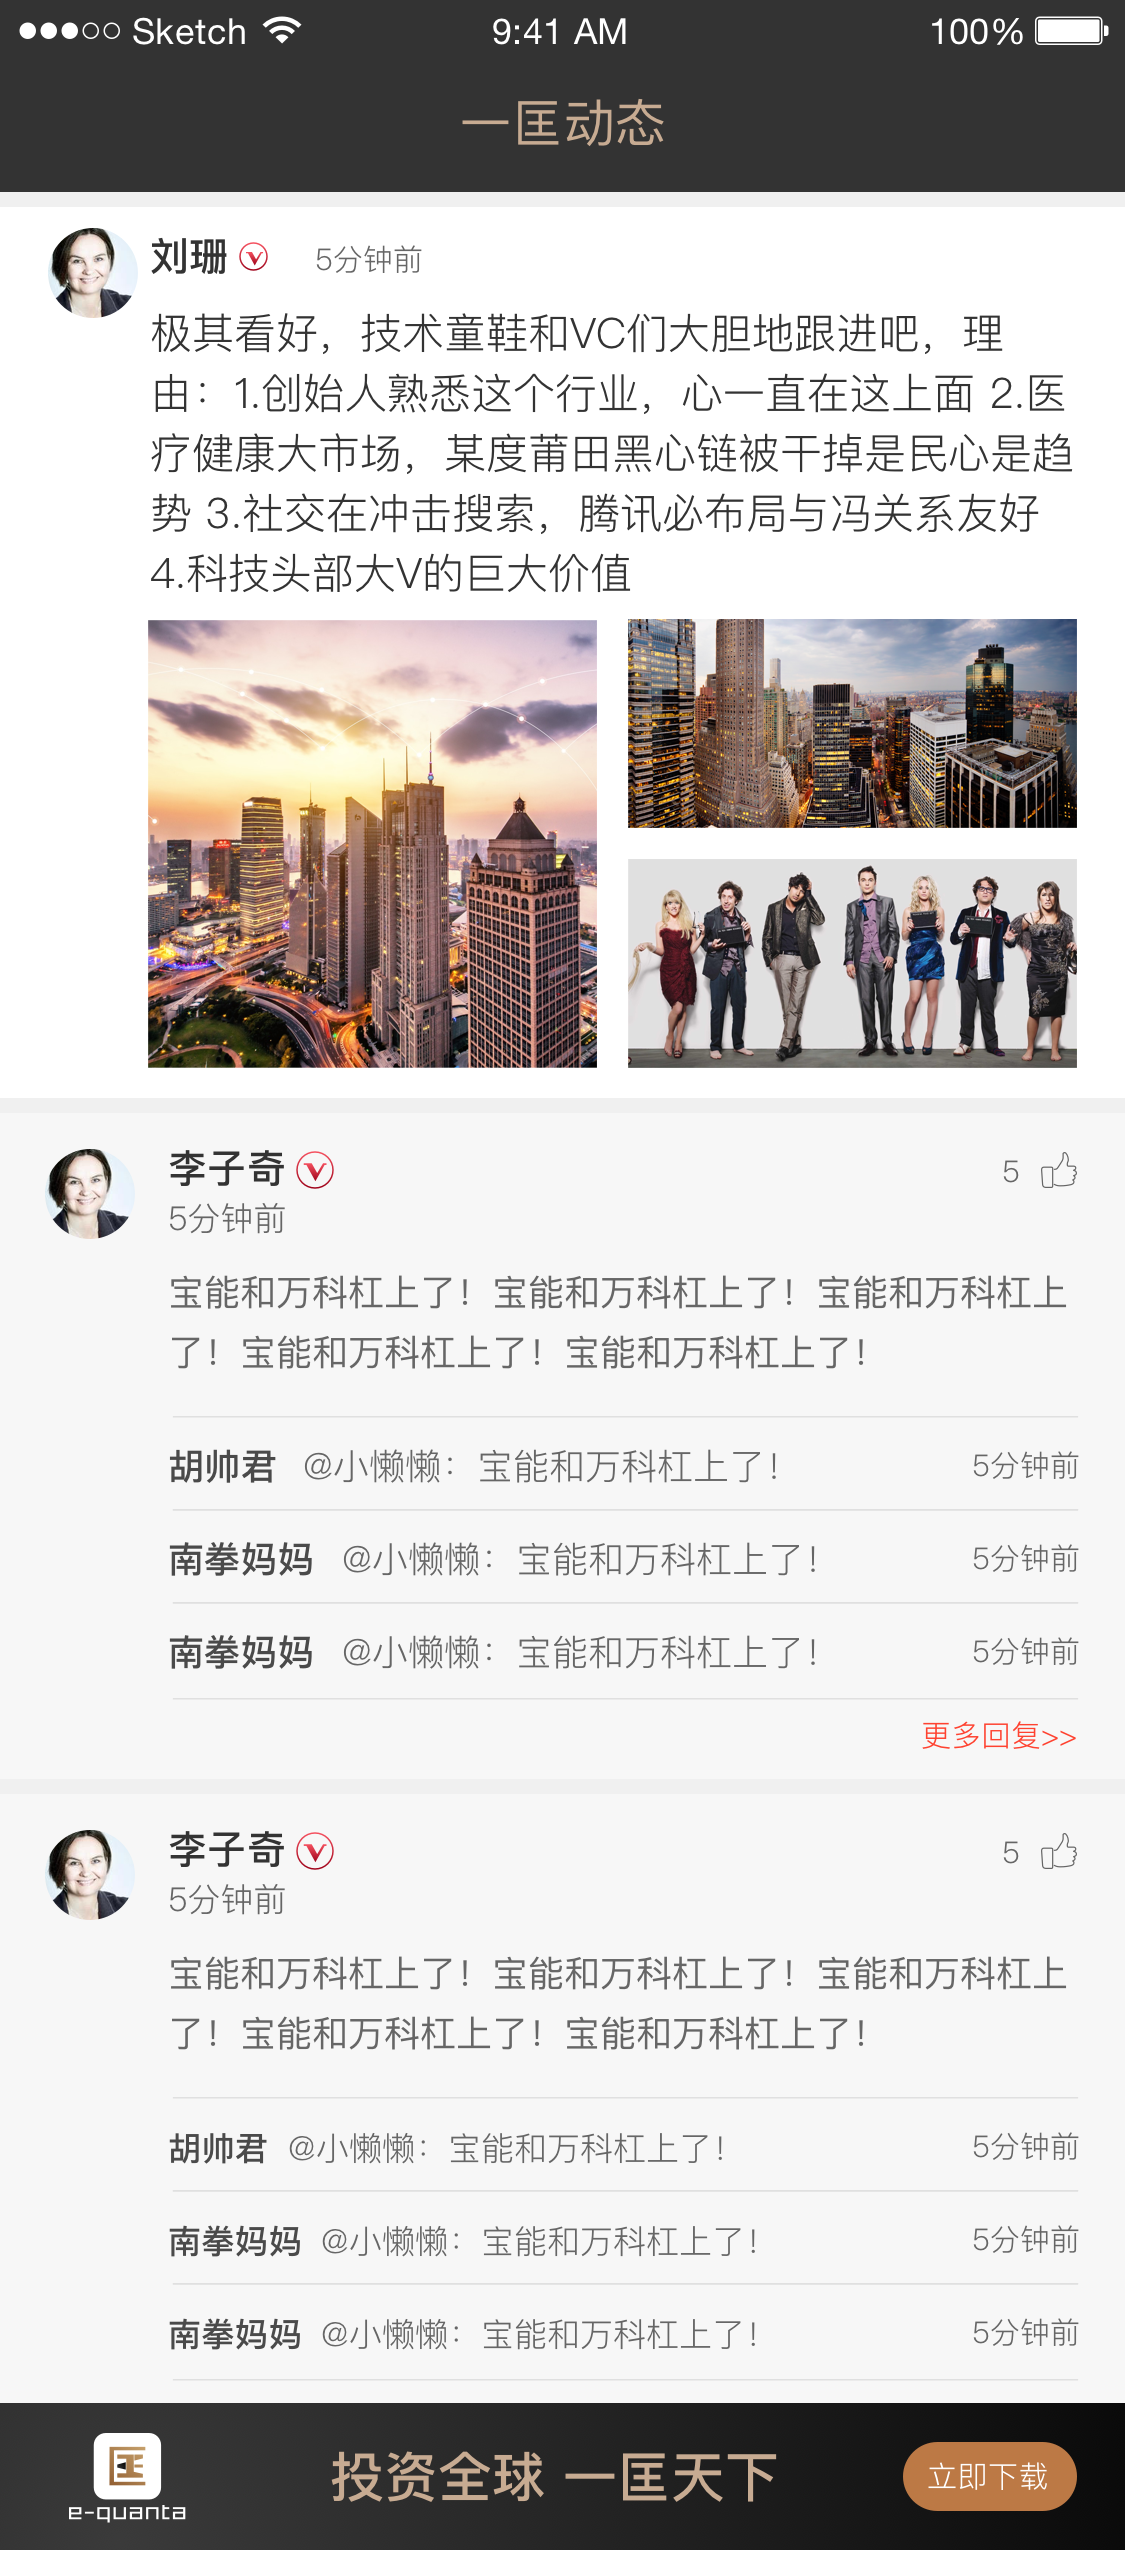 Sketch 9:41 AM 100%
一匡动态
刘珊 5分钟前
极其看好，技术童鞋和VC们大胆地跟进吧，理
由：1.创始人熟悉这个行业，心一直在这上面 2.医
疗健康大市场，某度莆田黑心链被干掉是民心是趋
势 3.社交在冲击搜索，腾讯必布局与冯关系友好
4.科技头部大V的巨大价值
李子奇 5
5分钟前
宝能和万科杠上了！宝能和万科杠上了！宝能和万科杠上
了！宝能和万科杠上了！宝能和万科杠上了！
胡帅君 @小懒懒：宝能和万科杠上了！ 5分钟前
南拳妈妈 @小懒懒：宝能和万科杠上了！ 5分钟前
南拳妈妈 @小懒懒：宝能和万科杠上了！ 5分钟前
更多回复>>
李子奇 5
5分钟前
宝能和万科杠上了！宝能和万科杠上了！宝能和万科杠上
了！宝能和万科杠上了！宝能和万科杠上了！
胡帅君 @小懒懒：宝能和万科杠上了！ 5分钟前
南拳妈妈 @小懒懒：宝能和万科杠上了！ 5分钟前
南拳妈妈 @小懒懒：宝能和万科杠上了！ 5分钟前
e-quanta
投资全球 一匡天下
立即下载